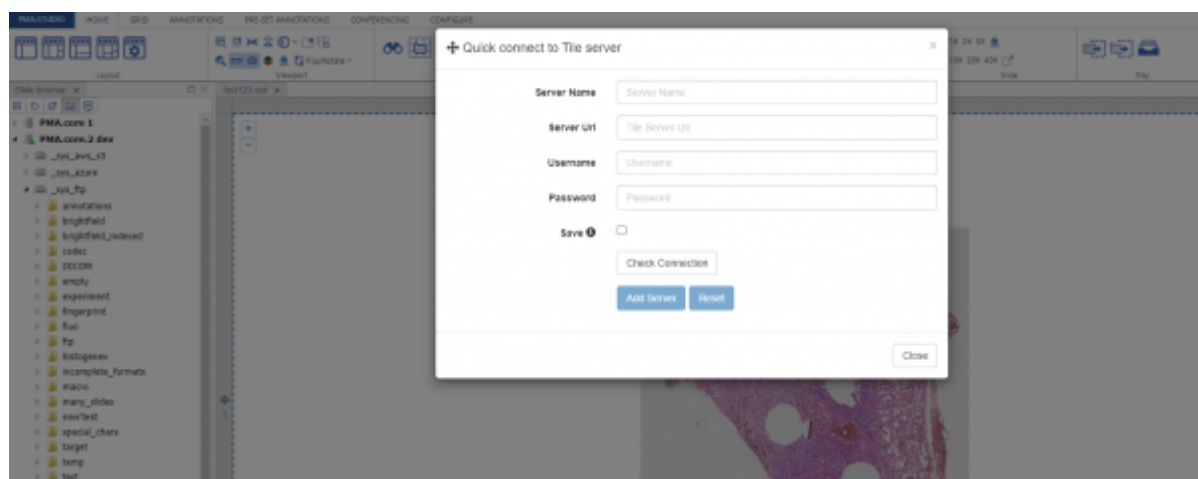 PMA.STUDIO HOME GRID ANNOTATIONS PRE-SET ANNOTATIONS CONFERENCING CONFIGURE
Quick connect to Tile server ×
Layout
Viewport
Slide
Tray
Slide browser
test123.svs
Server Name Server Name
Server Url Tile Server Url
Username Username
Password Password
Save
Check Connection
Add Server Reset
Close
PMA.core 1
PMA.core.2 dev
_sys_aws_s3
_sys_azure
_sys_ftp
annotations
brightfield
brightfield_indexed
codec
DICOM
empty
experiment
fingerprint
fluo
ftp
histogenex
incomplete_formats
macro
many_slides
new'test
special_chars
target
temp
test